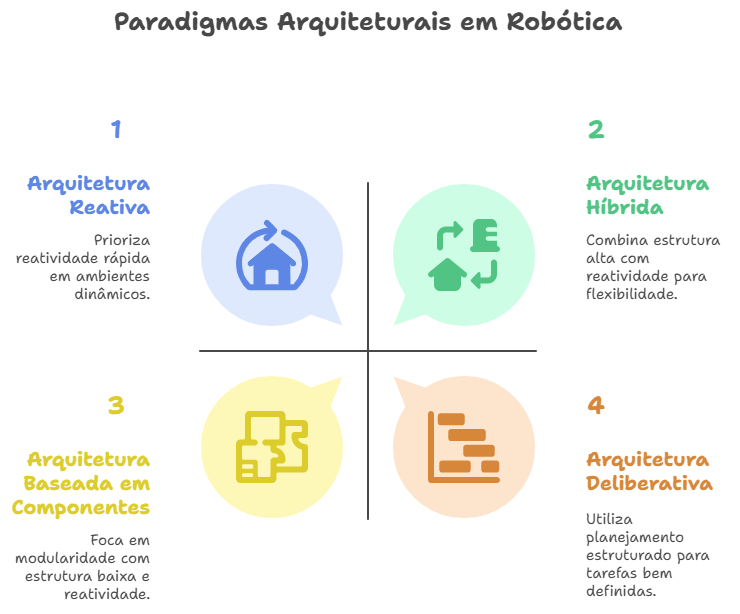 Paradigmas Arquiteturais em Robótica
1
Arquitetura
Reativa
Prioriza
reatividade rápida
em ambientes
dinâmicos.
2
Arquitetura
Híbrida
Combina estrutura
alta com
reatividade para
flexibilidade.
3
Arquitetura
Baseada em
Componentes
Foca em
modularidade com
estrutura baixa e
reatividade.
4
Arquitetura
Deliberativa
Utiliza
planejamento
estruturado para
tarefas bem
definidas.